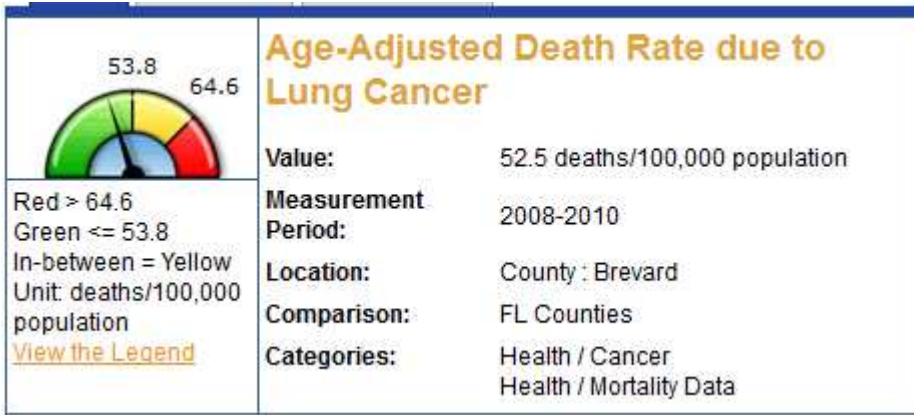 53.8
64.6
Red > 64.6
Green <= 53.8
In-between = Yellow
Unit: deaths/100,000
population
View the Legend
Age-Adjusted Death Rate due to
Lung Cancer
Value: 52.5 deaths/100,000 population
Measurement
Period: 2008-2010
Location: County : Brevard
Comparison: FL Counties
Categories: Health / Cancer
Health / Mortality Data